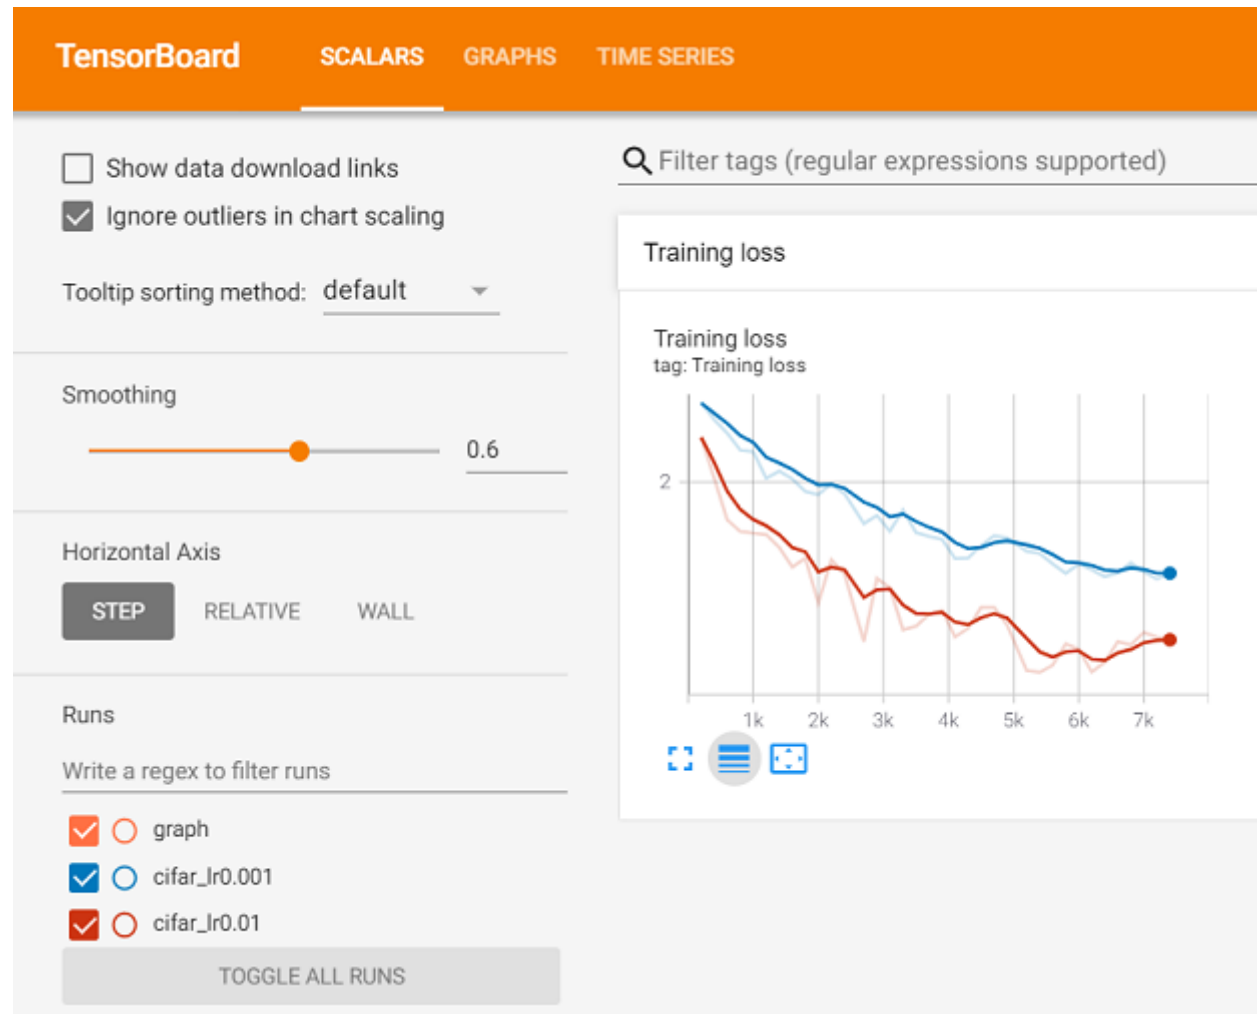 TensorBoard SCALARS GRAPHS TIME SERIES
Show data download links
Ignore outliers in chart scaling
Tooltip sorting method: default
Smoothing
0.6
Horizontal Axis
STEP RELATIVE WALL
Runs
Write a regex to filter runs
graph
cifar_lr0.001
cifar_lr0.01
TOGGLE ALL RUNS
Filter tags (regular expressions supported)
Training loss
Training loss
tag: Training loss
2
1k 2k 3k 4k 5k 6k 7k